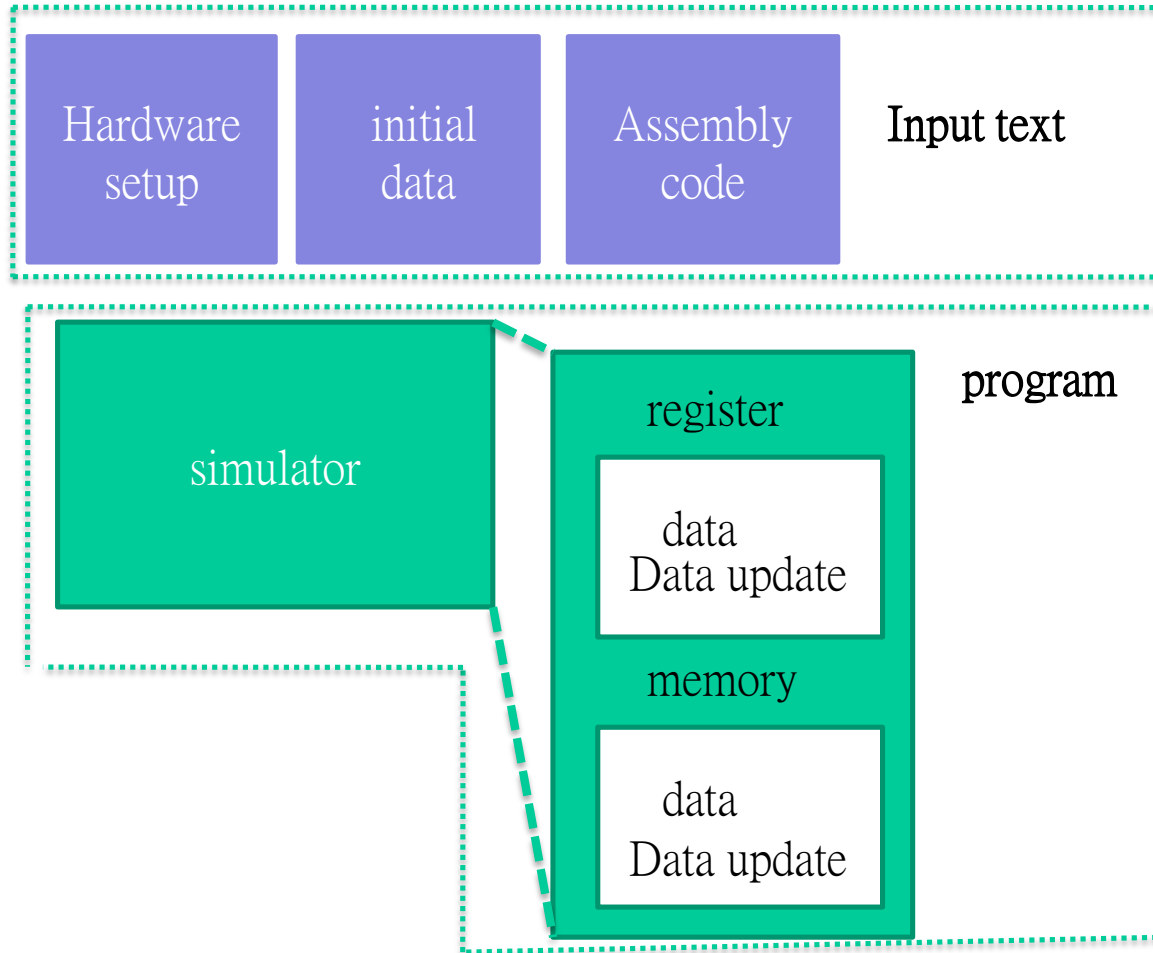 Hardware
setup
initial
data
Assembly
code
Input text
simulator
program
register
data
Data update
memory
data
Data update